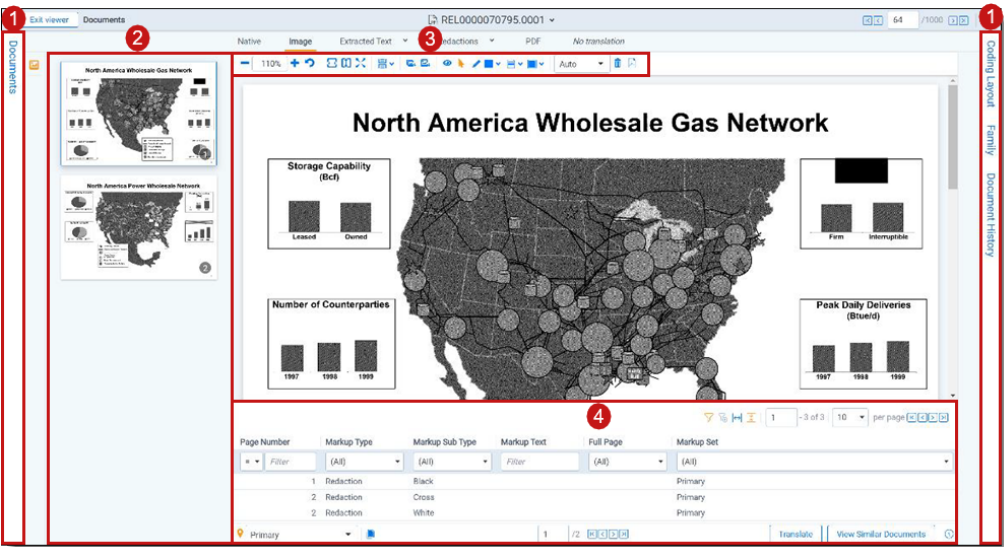 1
Exit viewer
Documents
REL0000070795.0001
64 /1000
1
2
Native
Image
Extracted Text
3
Redactions
PDF
No translation
110%
Auto
Documents
Coding Layout
Family
Document History
North America Wholesale Gas Network
1
North America Power Wholesale Network
2
North America Wholesale Gas Network
Storage Capability
(Bcf)
Leased Owned
Firm Interruptible
Number of Counterparties
1997 1998 1999
Peak Daily Deliveries
(Btue/d)
1997 1998 1999
4
1 - 3 of 3 10 per page
Page Number Markup Type Markup Sub Type Markup Text Full Page Markup Set
= Filter (All) (All) Filter (All) (All)
1 Redaction Black Primary
2 Redaction Cross Primary
2 Redaction White Primary
Primary 1 /2 Translate View Similar Documents